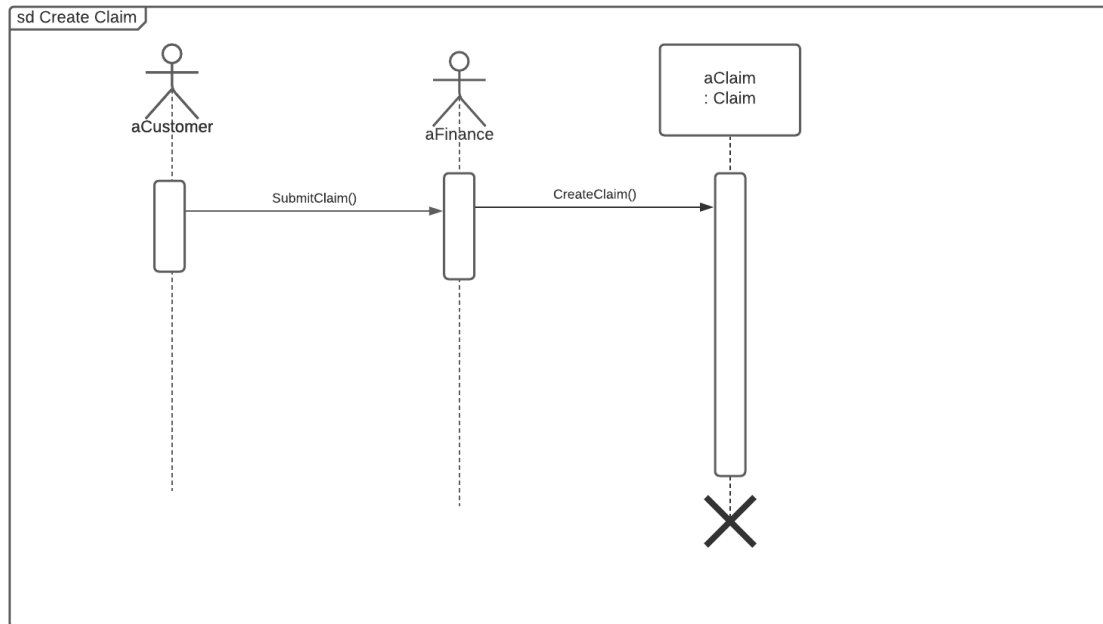 sd Create Claim
aCustomer
aFinance
aClaim
: Claim
SubmitClaim()
CreateClaim()